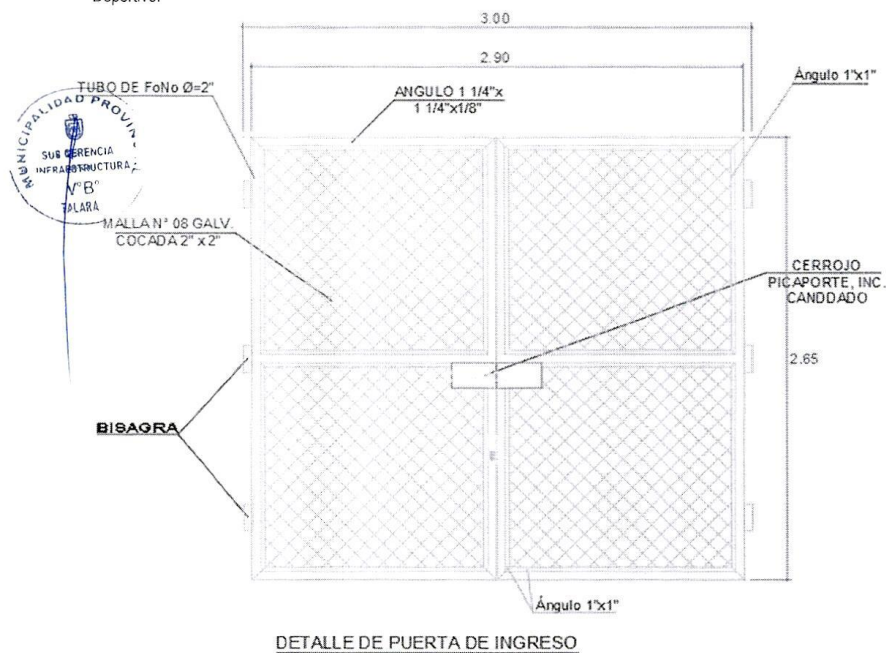 Deportivo.
3.00
2.90
TUBO DE FoNo Ø=2"
ANGULO 1 1/4"x
1 1/4"x1/8"
Ángulo 1"x1"
MUNICIPALIDAD PROVIN
SUB GERENCIA
INFRAESTRUCTURA
V°B°
TALARA
MALLA N° 08 GALV.
COCADA 2" x 2"
CERROJO
PICAPORTE, INC.
CANDDADO
2.65
BISAGRA
Ángulo 1"x1"
DETALLE DE PUERTA DE INGRESO